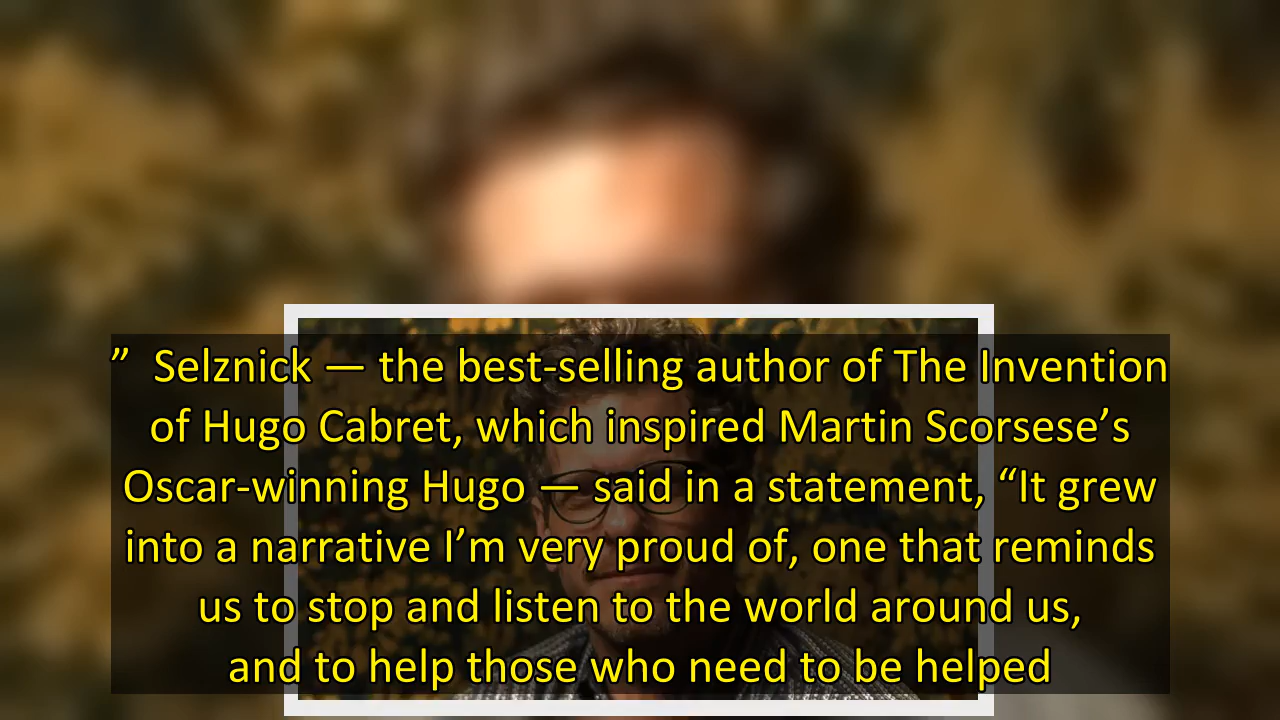 ”  Selznick — the best-selling author of The Invention
of Hugo Cabret, which inspired Martin Scorsese’s
Oscar-winning Hugo — said in a statement, “It grew
into a narrative I’m very proud of, one that reminds
us to stop and listen to the world around us,
and to help those who need to be helped